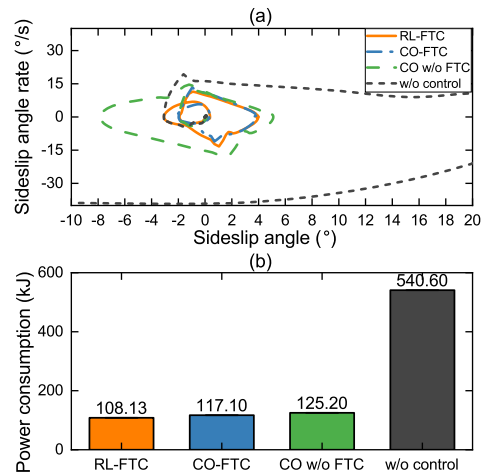 (a)
Sideslip angle rate (°/s)
30
15
0
-15
-30
RL-FTC
CO-FTC
CO w/o FTC
w/o control
-10 -8 -6 -4 -2 0 2 4 6 8 10 12 14 16 18 20
Sideslip angle (°)
(b)
Power consumption (kJ)
600
400
200
0
108.13
117.10
125.20
540.60
RL-FTC CO-FTC CO w/o FTC w/o control